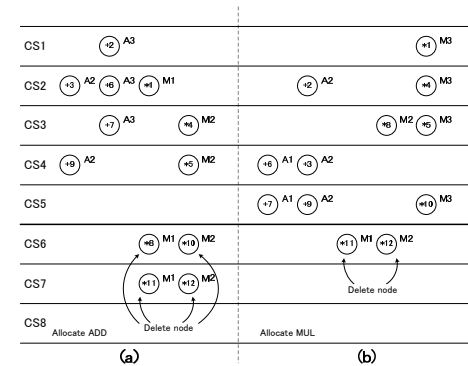 CS1 +2 A3 *1 M3
CS2 +3 A2 +6 A3 *1 M1 +2 A2 *4 M3
CS3 +7 A3 *4 M2 *8 M2 *5 M3
CS4 +9 A2 *5 M2 +6 A1 +3 A2
CS5 +7 A1 +9 A2 *10 M3
CS6 *8 M1 *10 M2 *11 M1 *12 M2
CS7 *11 M1 *12 M2 Delete node
CS8 Allocate ADD Delete node Allocate MUL
(a) (b)